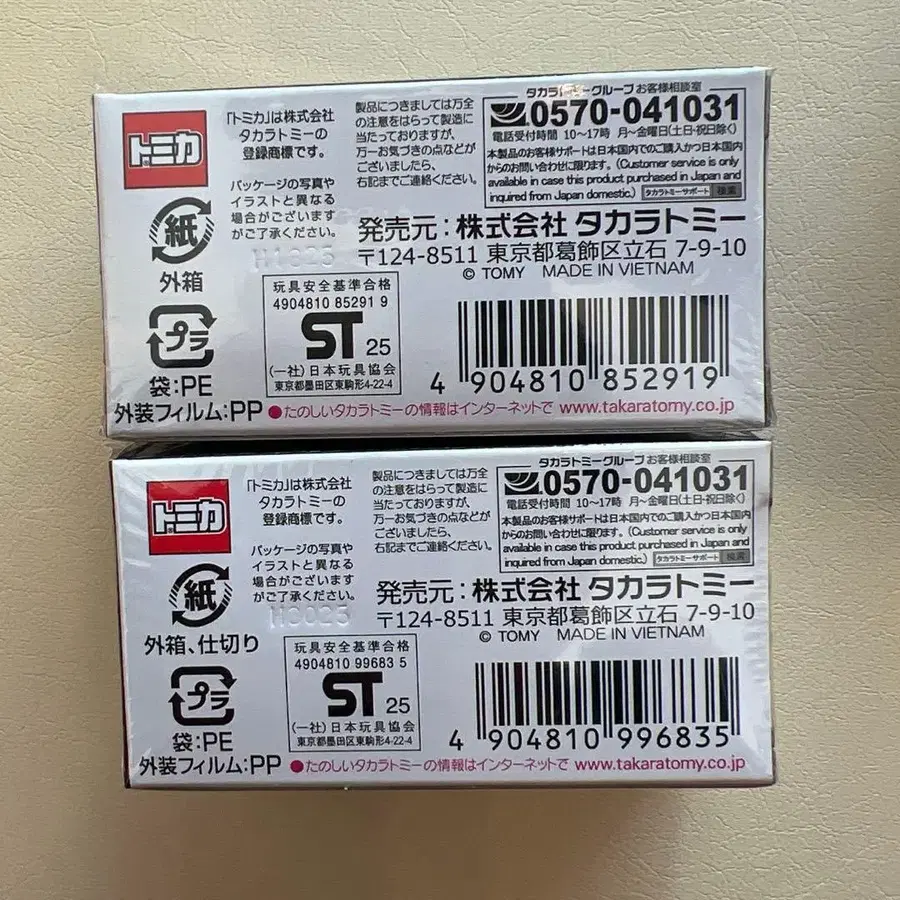 トミカ
「トミカ」は株式会社
タカラトミーの
登録商標です。
パッケージの写真や
イラストと異なる
場合がございます
がご了承ください。
製品につきましては万全
の注意をはらって製造に
当たっておりますが、
万一お気づきの点などが
ございましたら、
右記までご連絡ください。
タカラトミーグループ お客様相談室
0570-041031
電話受付時間 10〜17時 月〜金曜日(土・日・祝日除く)
本製品のお客様サポートは日本国内でのご購入かつ日本国内
からのお問い合わせに限ります。(Customer service is only
available in case this product purchased in Japan and
inquired from Japan domestic.) タカラトミーサポート 検索
発売元:株式会社 タカラトミー
〒124-8511 東京都葛飾区立石 7-9-10
© TOMY MADE IN VIETNAM
紙
外箱
プラ
袋:PE
外装フィルム:PP
H1025
玩具安全基準合格
4904810 85291 9
ST 25
(一社)日本玩具協会
東京都墨田区東駒形4-22-4
4 904810 852919
●たのしいタカラトミーの情報はインターネットで www.takaratomy.co.jp
トミカ
「トミカ」は株式会社
タカラトミーの
登録商標です。
パッケージの写真や
イラストと異なる
場合がございます
がご了承ください。
製品につきましては万全
の注意をはらって製造に
当たっておりますが、
万一お気づきの点などが
ございましたら、
右記までご連絡ください。
タカラトミーグループ お客様相談室
0570-041031
電話受付時間 10〜17時 月〜金曜日(土・日・祝日除く)
本製品のお客様サポートは日本国内でのご購入かつ日本国内
からのお問い合わせに限ります。(Customer service is only
available in case this product purchased in Japan and
inquired from Japan domestic.) タカラトミーサポート 検索
発売元:株式会社 タカラトミー
〒124-8511 東京都葛飾区立石 7-9-10
© TOMY MADE IN VIETNAM
紙
外箱、仕切り
プラ
袋:PE
外装フィルム:PP
H3025
玩具安全基準合格
4904810 99683 5
ST 25
(一社)日本玩具協会
東京都墨田区東駒形4-22-4
4 904810 996835
●たのしいタカラトミーの情報はインターネットで www.takaratomy.co.jp